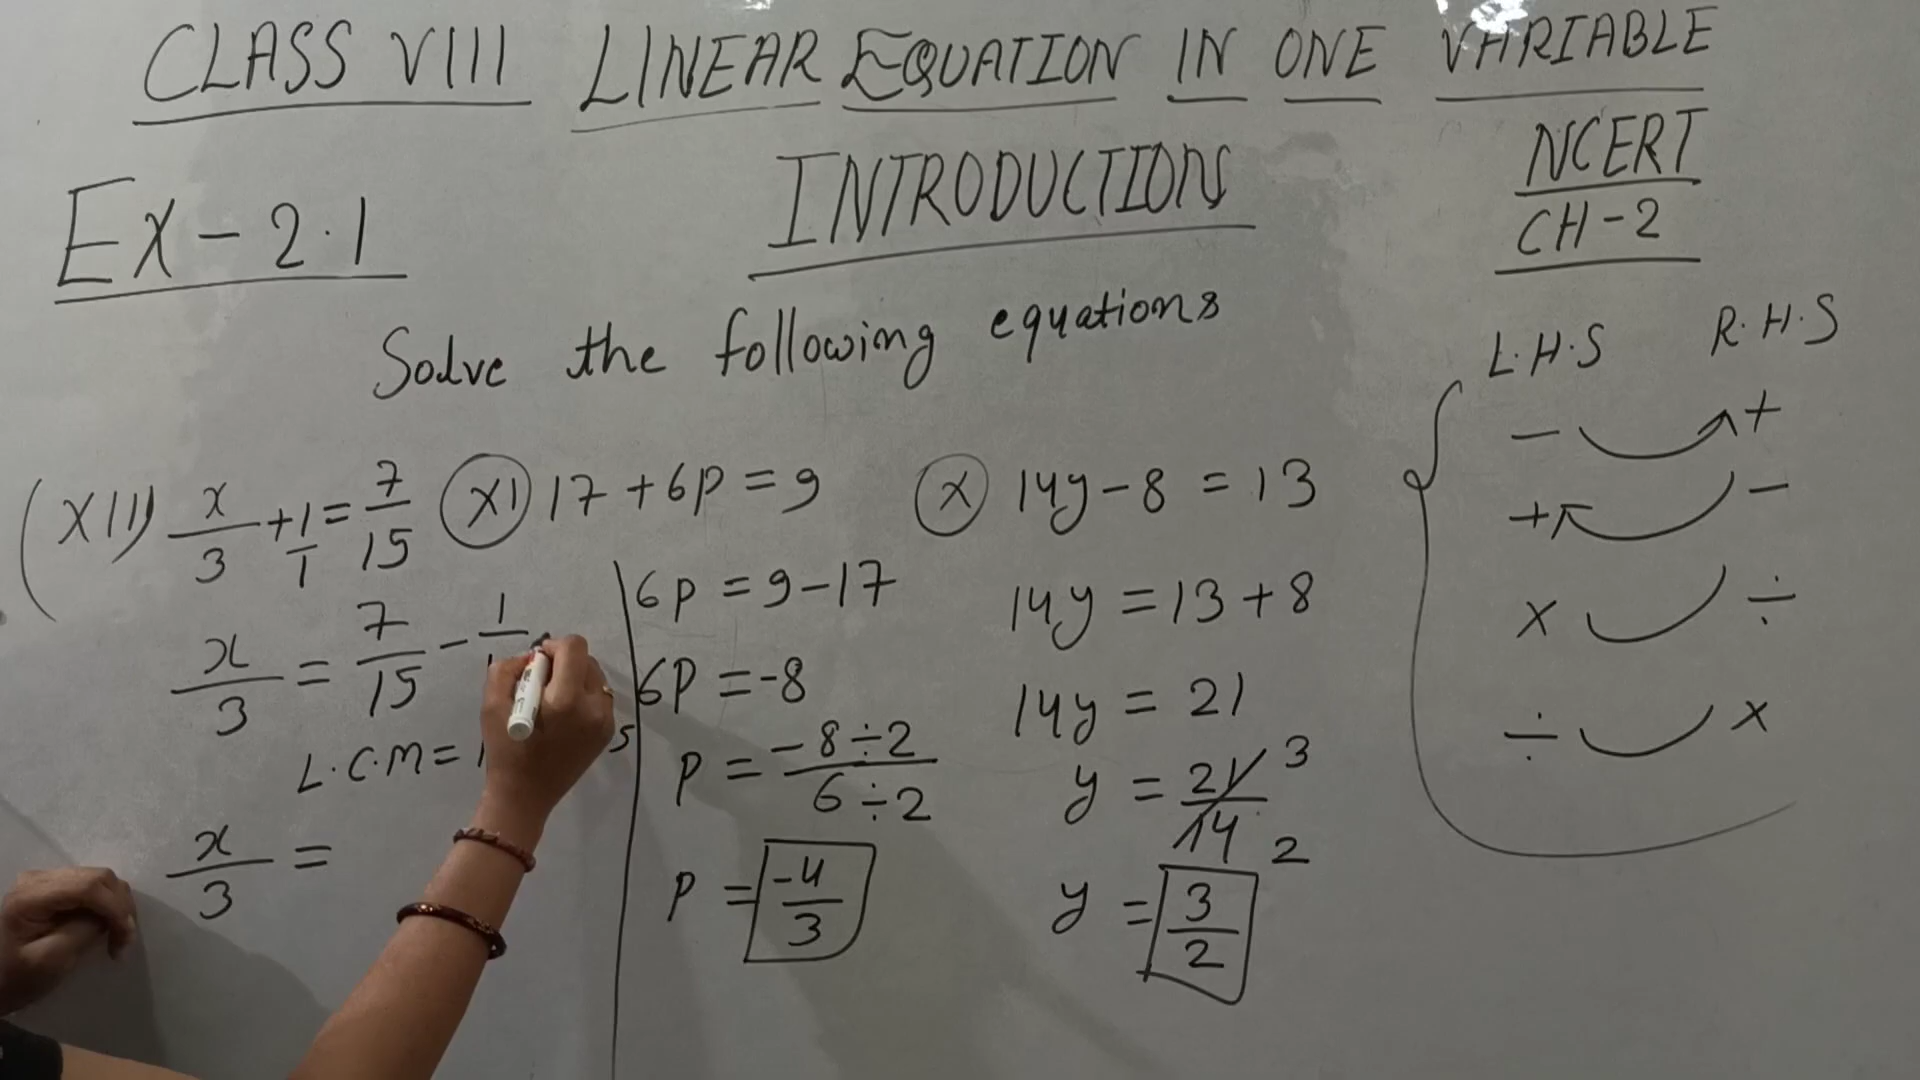 CLASS VIII LINEAR EQUATION IN ONE VARIABLE
INTRODUCTION
NCERT
CH-2
EX-2.1
Solve the following equations
L.H.S R.H.S
- +
+ -
× ÷
÷ ×
(XII) x/3 + 1/1 = 7/15
x/3 = 7/15 - 1/
L.C.M =
x/3 =
XI 17 + 6p = 9
6p = 9 - 17
6p = -8
p = -8÷2/6÷2
p = -4/3
X 14y - 8 = 13
14y = 13 + 8
14y = 21
y = 21/14 3 2
y = 3/2